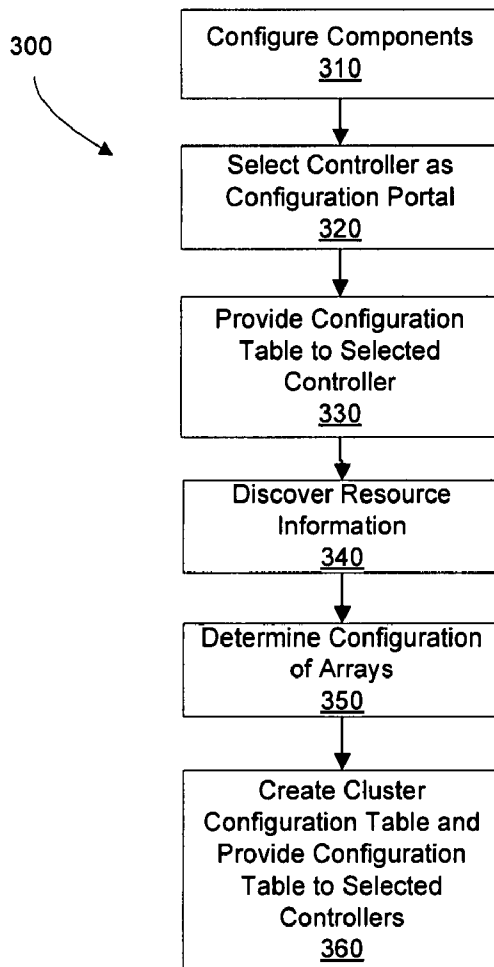 300
Configure Components
310
Select Controller as
Configuration Portal
320
Provide Configuration
Table to Selected
Controller
330
Discover Resource
Information
340
Determine Configuration
of Arrays
350
Create Cluster
Configuration Table and
Provide Configuration
Table to Selected
Controllers
360